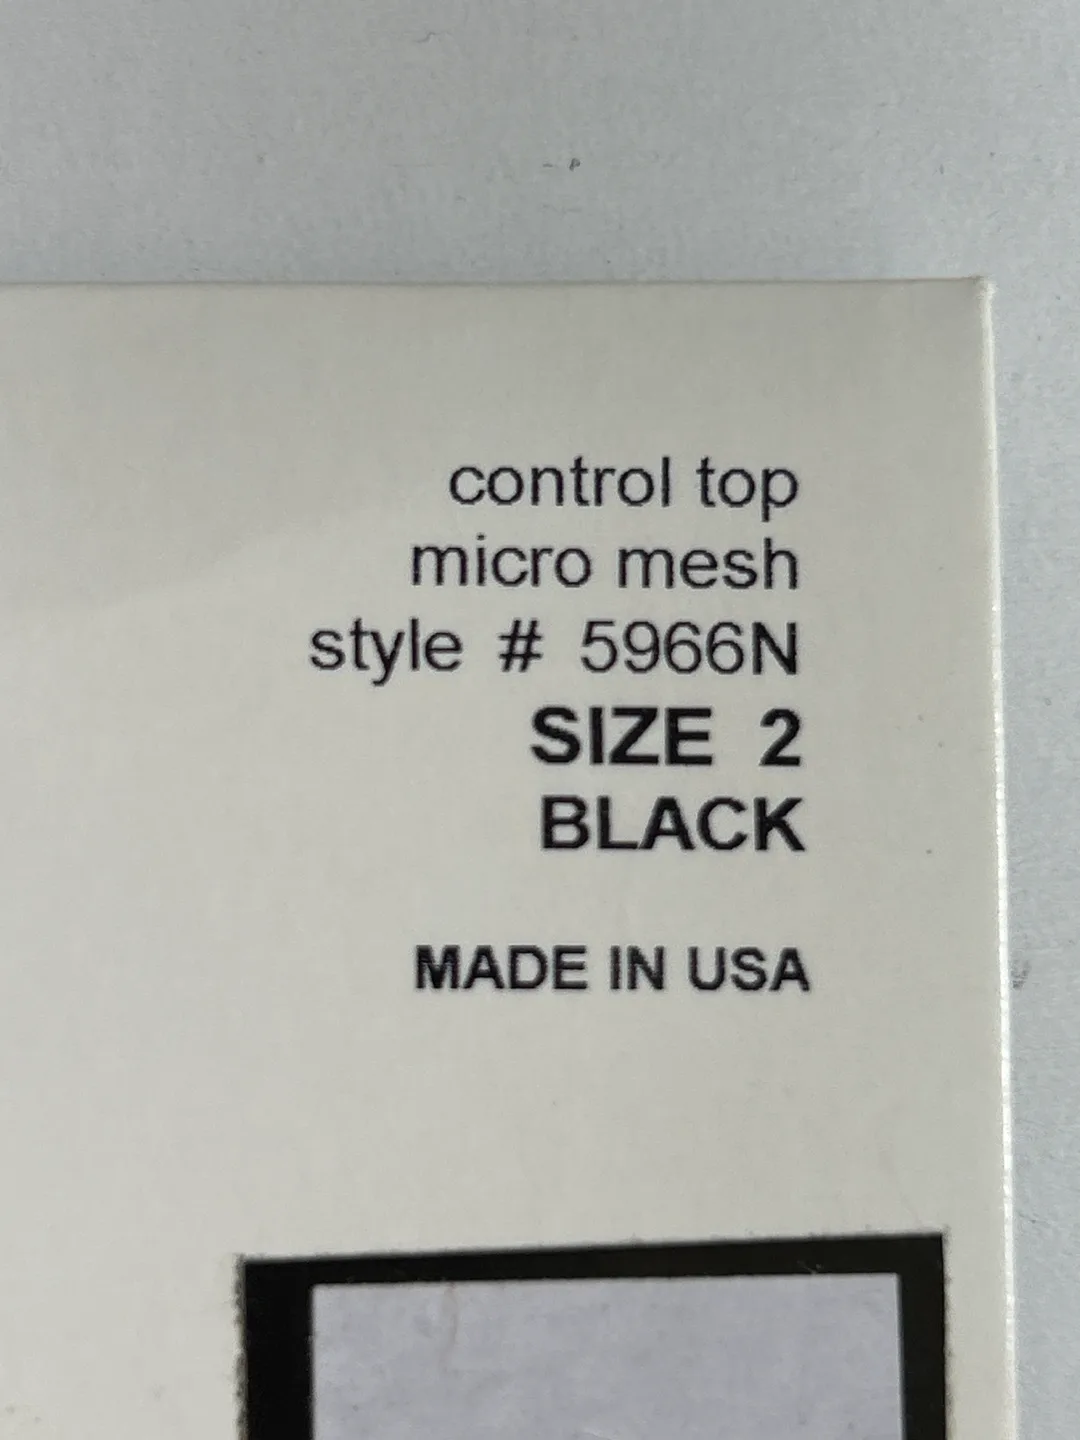 control top
micro mesh
style # 5966N
SIZE 2
BLACK
MADE IN USA